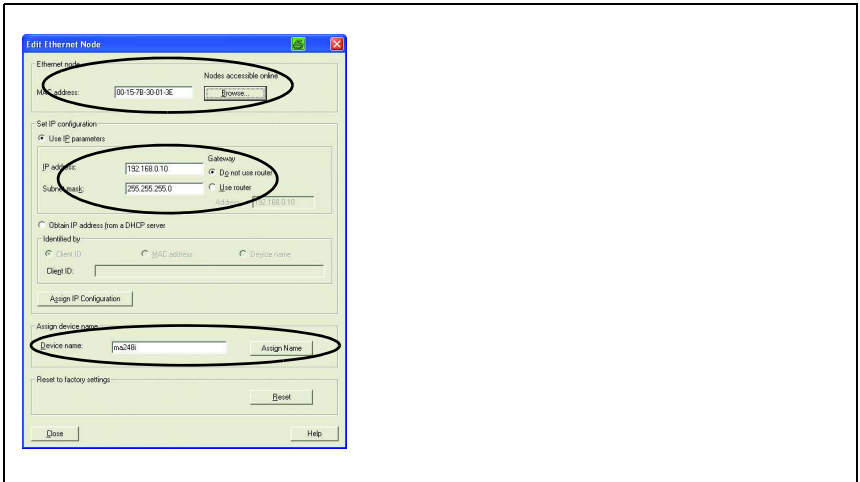 Edit Ethernet Node
Ethernet node
Nodes accessible online
MAC address: 00-15-7B-30-01-3E Browse...
Set IP configuration
Use IP parameters
Gateway
IP address: 192.168.0.10 Do not use router
Subnet mask: 255.255.255.0 Use router
Address: 192.168.0.10
Obtain IP address from a DHCP server
Identified by
Client ID MAC address Device name
Client ID:
Assign IP Configuration
Assign device name
Device name: ma248i Assign Name
Reset to factory settings
Reset
Close Help